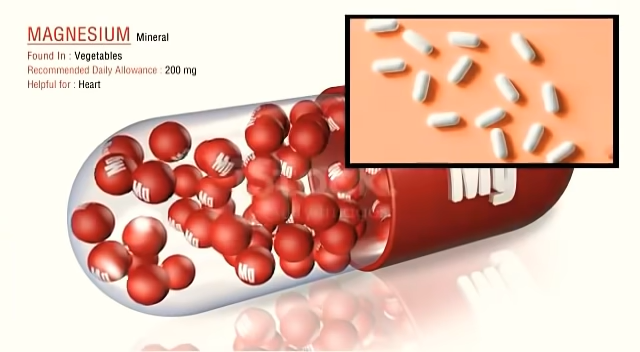 MAGNESIUM Mineral
Found In : Vegetables
Recommended Daily Allowance : 200 mg
Helpful for : Heart
Mg